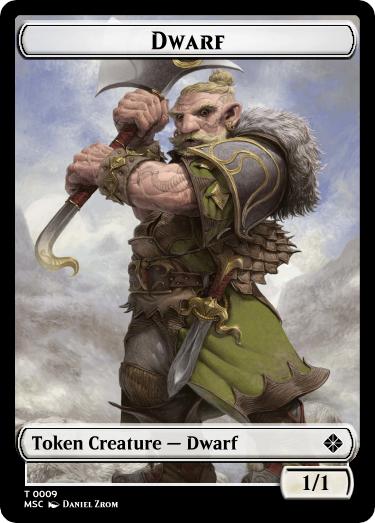 Dwarf
Token Creature — Dwarf
1/1
T 0009
MSC Daniel Zrom